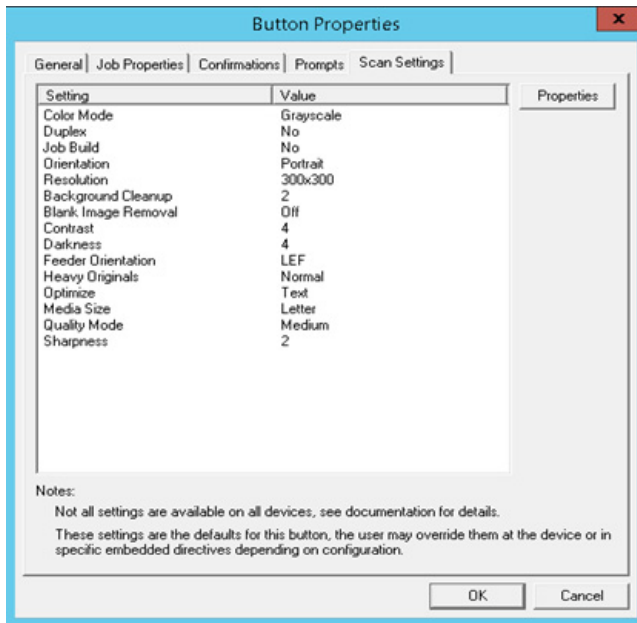 Button Properties
x
General Job Properties Confirmations Prompts Scan Settings
Setting Value
Properties
Color Mode Grayscale
Duplex No
Job Build No
Orientation Portrait
Resolution 300x300
Background Cleanup 2
Blank Image Removal Off
Contrast 4
Darkness 4
Feeder Orientation LEF
Heavy Originals Normal
Optimize Text
Media Size Letter
Quality Mode Medium
Sharpness 2
Notes:
Not all settings are available on all devices, see documentation for details.
These settings are the defaults for this button, the user may override them at the device or in
specific embedded directives depending on configuration.
OK Cancel